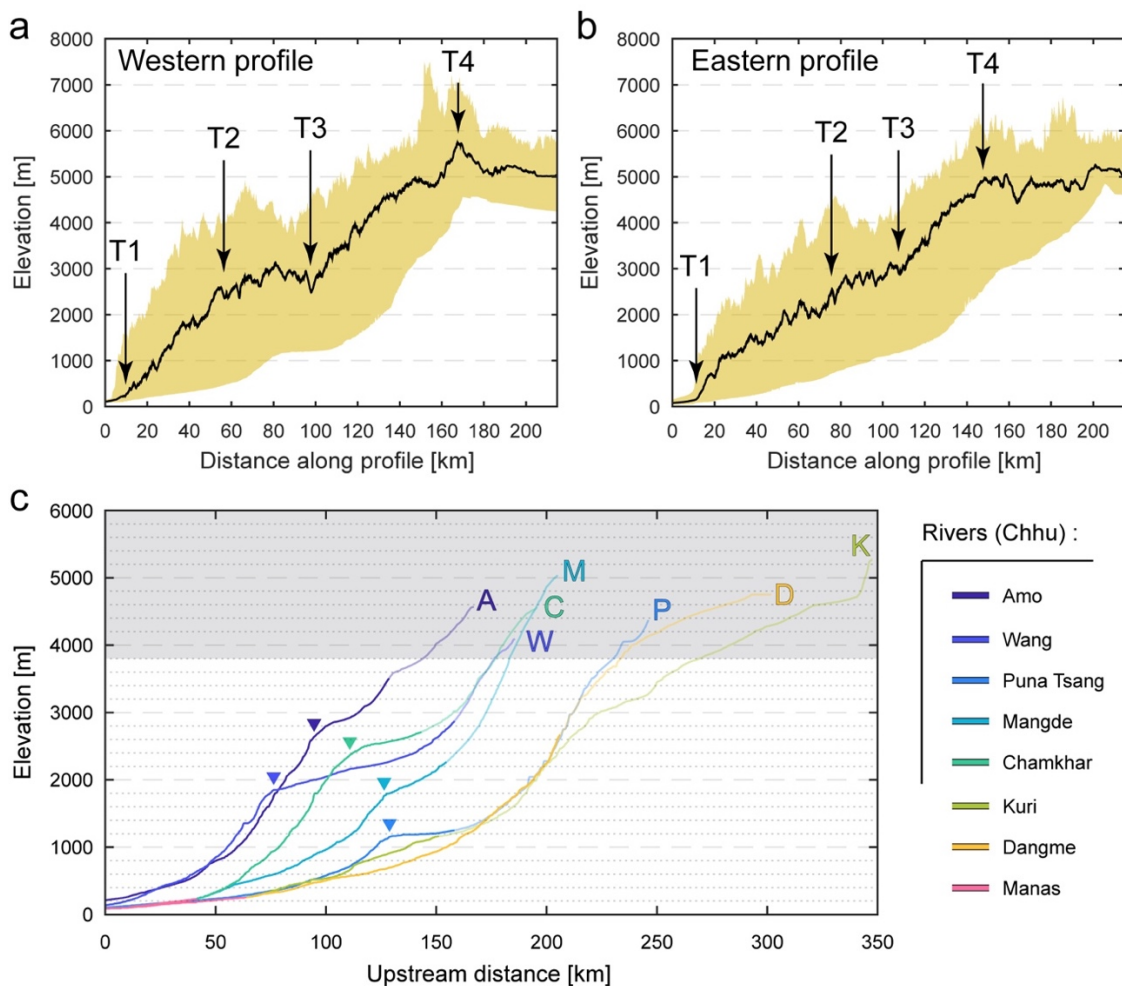 a
b
Western profile
Eastern profile
T1
T2
T3
T4
T1
T2
T3
T4
Elevation [m]
8000
7000
6000
5000
4000
3000
2000
1000
0
0 20 40 60 80 100 120 140 160 180 200
Distance along profile [km]
Elevation [m]
8000
7000
6000
5000
4000
3000
2000
1000
0
0 20 40 60 80 100 120 140 160 180 200
Distance along profile [km]
c
Elevation [m]
6000
5000
4000
3000
2000
1000
0
A
M
C
W
P
D
K
0 50 100 150 200 250 300 350
Upstream distance [km]
Rivers (Chhu) :
Amo
Wang
Puna Tsang
Mangde
Chamkhar
Kuri
Dangme
Manas